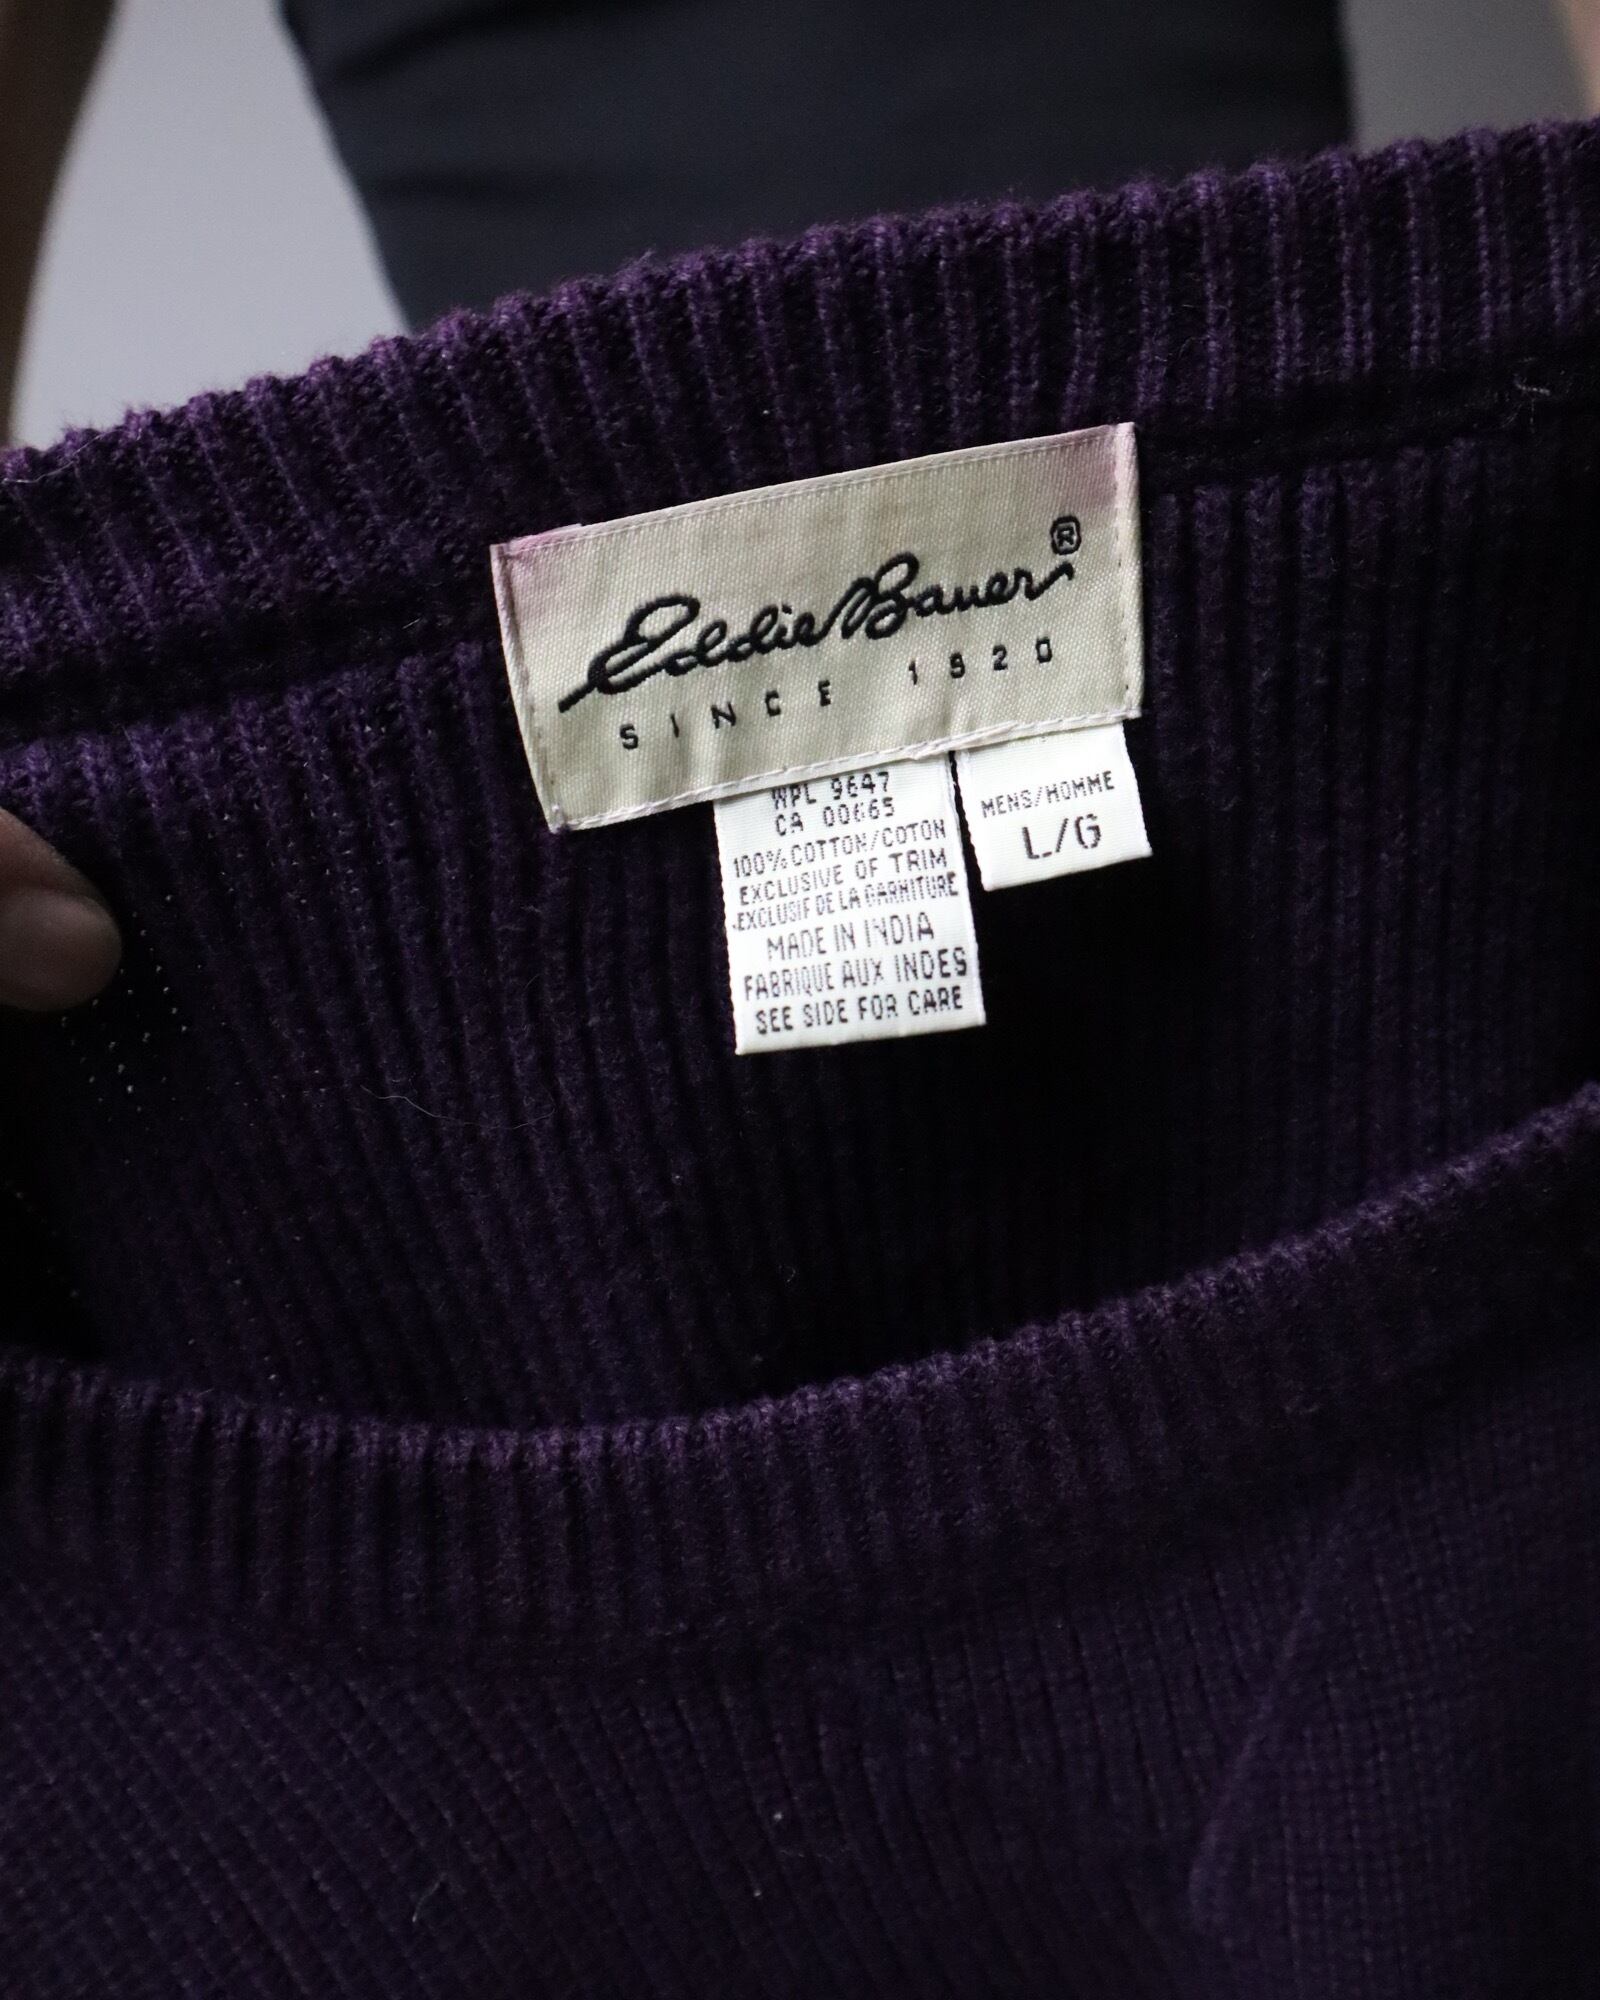 Eddie Bauer®
SINCE 1920
WPL 9647
CA 00665
100% COTTON/COTON
EXCLUSIVE OF TRIM
EXCLUSIF DE LA GARNITURE
MADE IN INDIA
FABRIQUE AUX INDES
SEE SIDE FOR CARE
MENS/HOMME
L/G